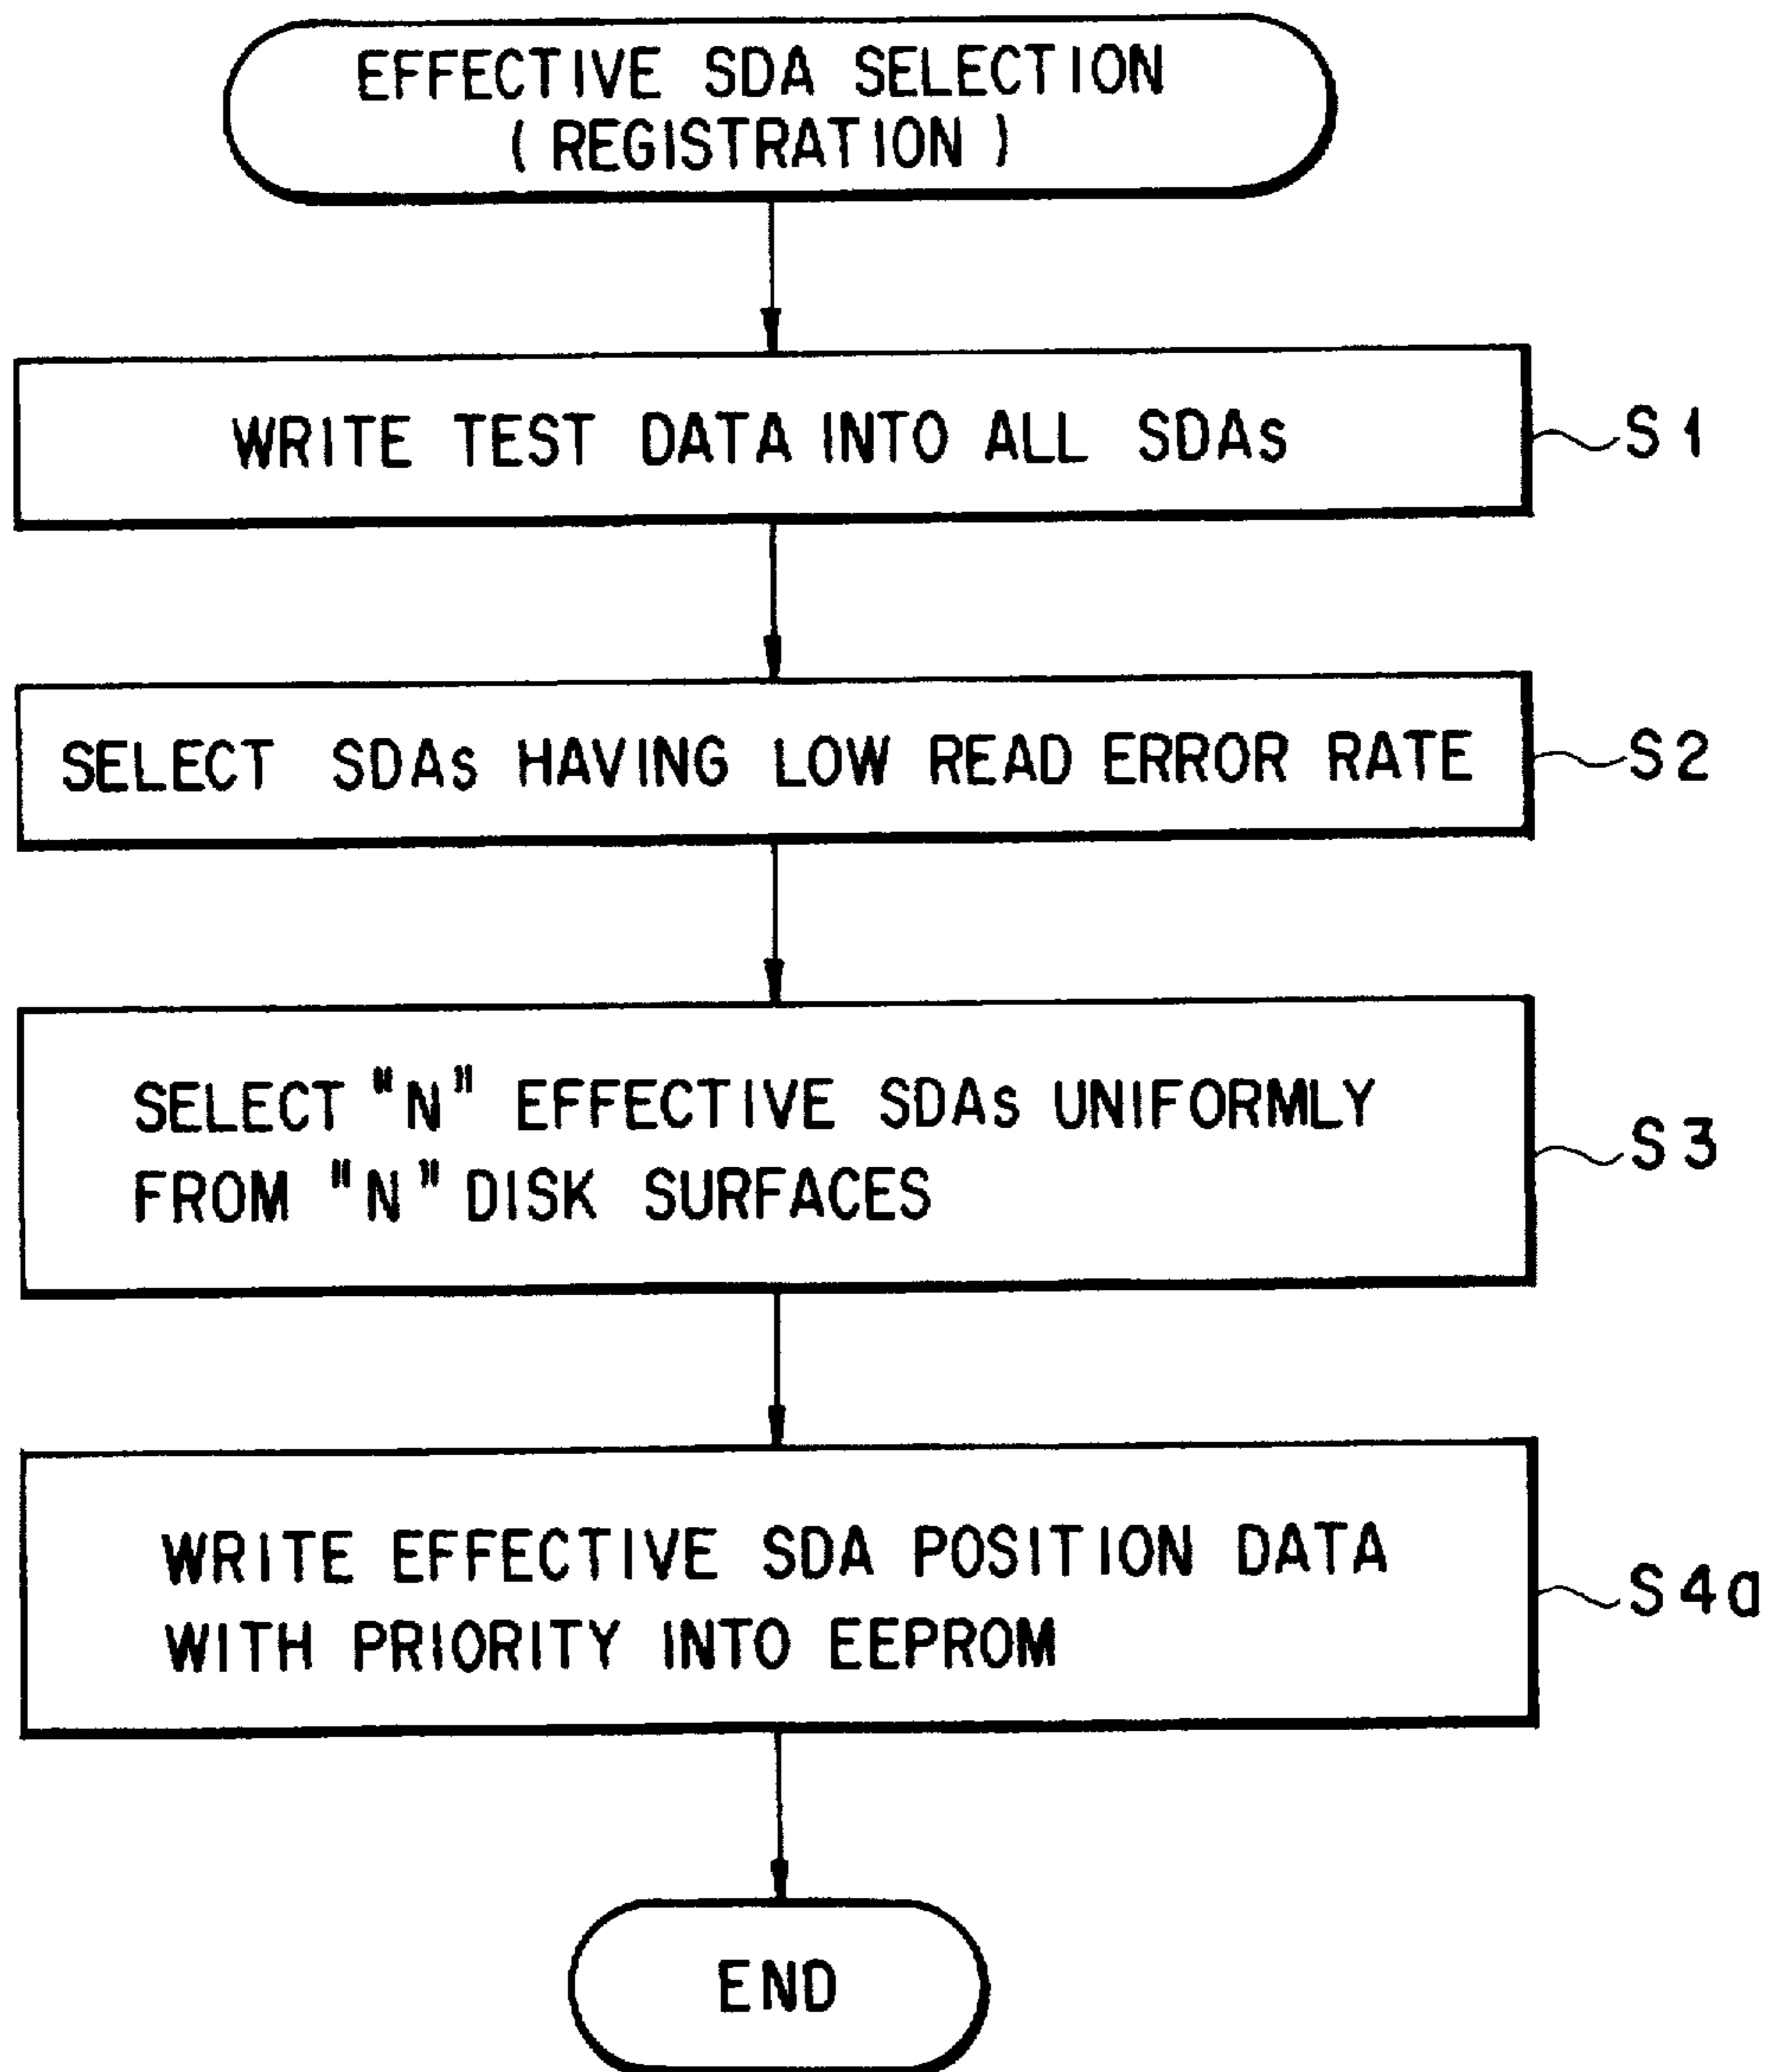 EFFECTIVE SDA SELECTION
( REGISTRATION )
WRITE TEST DATA INTO ALL SDAs
S1
SELECT SDAs HAVING LOW READ ERROR RATE
S2
SELECT "N" EFFECTIVE SDAs UNIFORMLY
FROM "N" DISK SURFACES
S3
WRITE EFFECTIVE SDA POSITION DATA
WITH PRIORITY INTO EEPROM
S4a
END